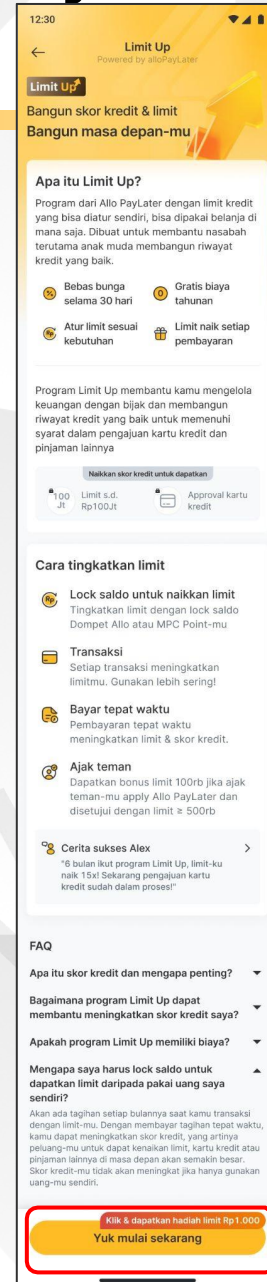 12:30
Limit Up
Powered by alloPayLater
Limit Up
Bangun skor kredit & limit
Bangun masa depan-mu
Apa itu Limit Up?
Program dari Allo PayLater dengan limit kredit
yang bisa diatur sendiri, bisa dipakai belanja di
mana saja. Dibuat untuk membantu nasabah
terutama anak muda membangun riwayat
kredit yang baik.
Bebas bunga
selama 30 hari
Gratis biaya
tahunan
Atur limit sesuai
kebutuhan
Limit naik setiap
pembayaran
Program Limit Up membantu kamu mengelola
keuangan dengan bijak dan membangun
riwayat kredit yang baik untuk memenuhi
syarat dalam pengajuan kartu kredit dan
pinjaman lainnya
Naikkan skor kredit untuk dapatkan
100
Jt
Limit s.d.
Rp100Jt
Approval kartu
kredit
Cara tingkatkan limit
Lock saldo untuk naikkan limit
Tingkatkan limit dengan lock saldo
Dompet Allo atau MPC Point-mu
Transaksi
Setiap transaksi meningkatkan
limitmu. Gunakan lebih sering!
Bayar tepat waktu
Pembayaran tepat waktu
meningkatkan limit & skor kredit.
Ajak teman
Dapatkan bonus limit 100rb jika ajak
teman-mu apply Allo PayLater dan
disetujui dengan limit ≥ 500rb
Cerita sukses Alex
"6 bulan ikut program Limit Up, limit-ku
naik 15x! Sekarang pengajuan kartu
kredit sudah dalam proses!"
FAQ
Apa itu skor kredit dan mengapa penting?
Bagaimana program Limit Up dapat
membantu meningkatkan skor kredit saya?
Apakah program Limit Up memiliki biaya?
Mengapa saya harus lock saldo untuk
dapatkan limit daripada pakai uang saya
sendiri?
Akan ada tagihan setiap bulannya saat kamu transaksi
dengan limit-mu. Dengan membayar tagihan tepat waktu,
kamu dapat meningkatkan skor kredit, yang artinya
peluang-mu untuk dapat kenaikan limit, kartu kredit atau
pinjaman lainnya di masa depan akan semakin besar.
Skor kredit-mu tidak akan meningkat jika hanya gunakan
uang-mu sendiri.
Klik & dapatkan hadiah limit Rp1.000
Yuk mulai sekarang